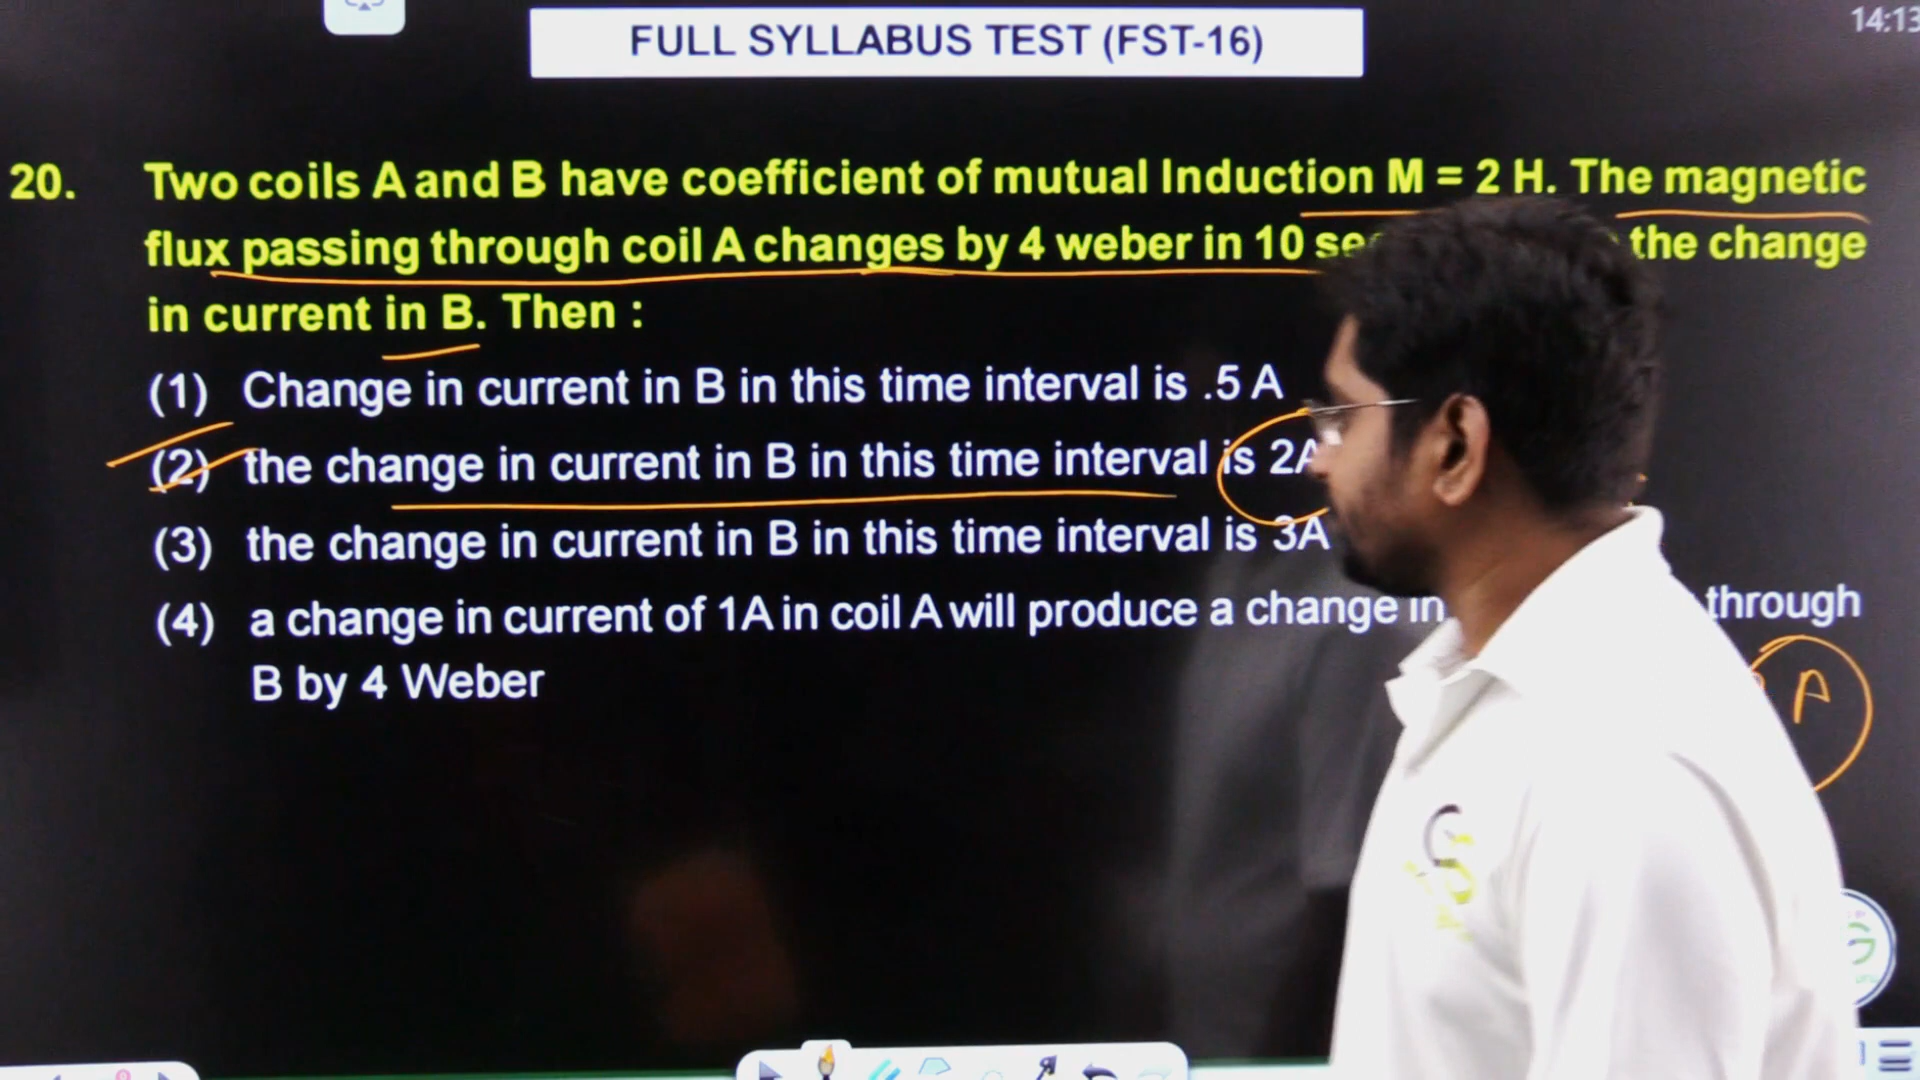 14:13
FULL SYLLABUS TEST (FST-16)
20. Two coils A and B have coefficient of mutual Induction M = 2 H. The magnetic
flux passing through coil A changes by 4 weber in 10 the change
in current in B. Then :
(1) Change in current in B in this time interval is .5 A
(2) the change in current in B in this time interval is 2A
(3) the change in current in B in this time interval is 3A
(4) a change in current of 1A in coil A will produce a change in through
B by 4 Weber
A